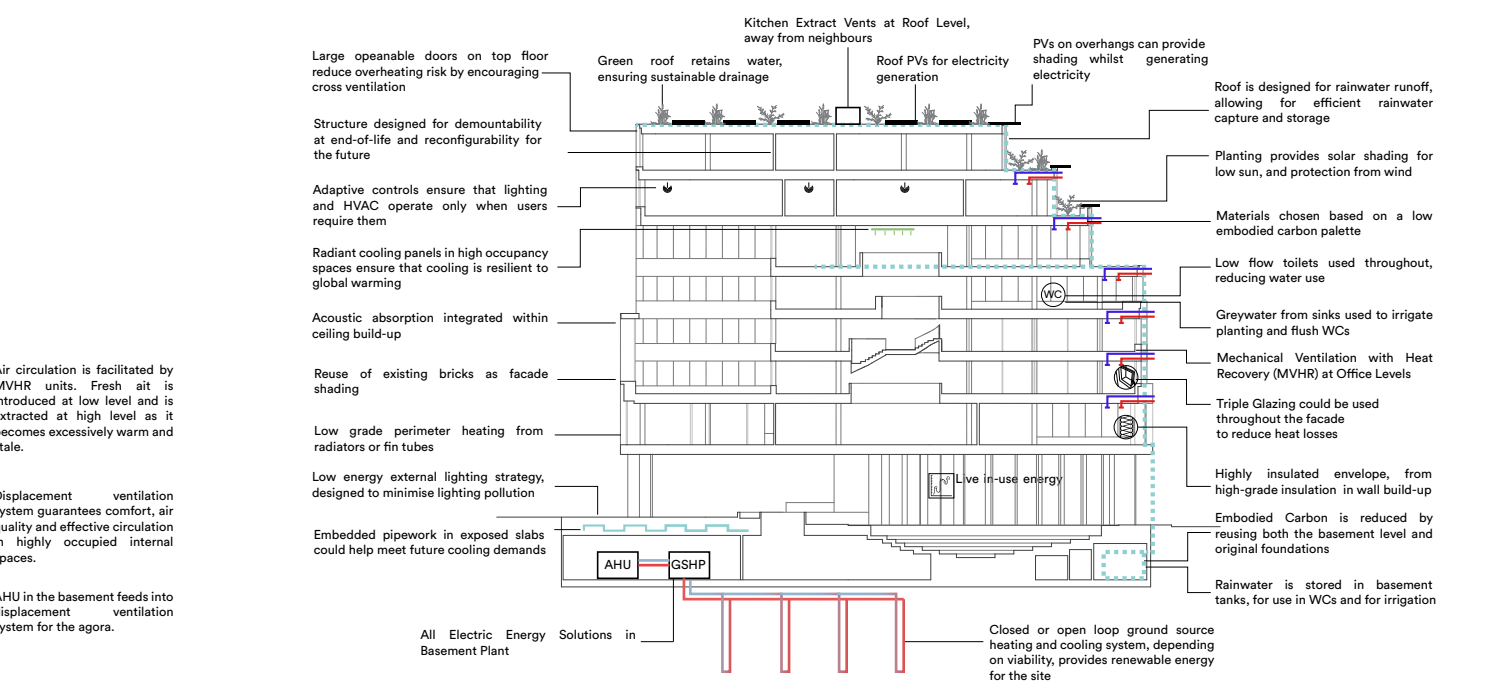 Kitchen Extract Vents at Roof Level,
away from neighbours
Large openable doors on top floor
reduce overheating risk by encouraging
cross ventilation
Green roof retains water,
ensuring sustainable drainage
Roof PVs for electricity
generation
PVs on overhangs can provide
shading whilst generating
electricity
Roof is designed for rainwater runoff,
allowing for efficient rainwater
capture and storage
Structure designed for demountability
at end-of-life and reconfigurability for
the future
Planting provides solar shading for
low sun, and protection from wind
Adaptive controls ensure that lighting
and HVAC operate only when users
require them
Materials chosen based on a low
embodied carbon palette
Radiant cooling panels in high occupancy
spaces ensure that cooling is resilient to
global warming
Low flow toilets used throughout,
reducing water use
WC
Acoustic absorption integrated within
ceiling build-up
Greywater from sinks used to irrigate
planting and flush WCs
Mechanical Ventilation with Heat
Recovery (MVHR) at Office Levels
Reuse of existing bricks as facade
shading
Triple Glazing could be used
throughout the facade
to reduce heat losses
Low grade perimeter heating from
radiators or fin tubes
Highly insulated envelope, from
high-grade insulation in wall build-up
Low energy external lighting strategy,
designed to minimise lighting pollution
Live in-use energy
Embodied Carbon is reduced by
reusing both the basement level and
original foundations
Embedded pipework in exposed slabs
could help meet future cooling demands
AHU
GSHP
Rainwater is stored in basement
tanks, for use in WCs and for irrigation
All Electric Energy Solutions in
Basement Plant
Closed or open loop ground source
heating and cooling system, depending
on viability, provides renewable energy
for the site
circulation is facilitated by
MVHR units. Fresh ait is
introduced at low level and is
extracted at high level as it
becomes excessively warm and
stale.
Displacement ventilation
system guarantees comfort, air
quality and effective circulation
in highly occupied internal
spaces.
AHU in the basement feeds into
displacement ventilation
system for the agora.